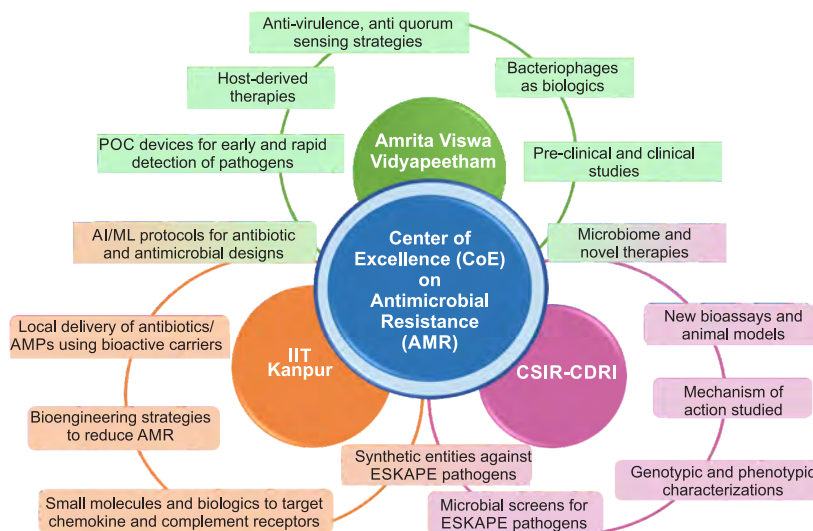 Anti-virulence, anti quorum
sensing strategies
Host-derived
therapies
POC devices for early and rapid
detection of pathogens
Bacteriophages
as biologics
Pre-clinical and clinical
studies
Amrita Viswa
Vidyapeetham
AI/ML protocols for antibiotic
and antimicrobial designs
Center of
Excellence (CoE)
on
Antimicrobial
Resistance
(AMR)
Microbiome and
novel therapies
Local delivery of antibiotics/
AMPs using bioactive carriers
IIT
Kanpur
CSIR-CDRI
New bioassays and
animal models
Mechanism of
action studied
Bioengineering strategies
to reduce AMR
Synthetic entities against
ESKAPE pathogens
Genotypic and phenotypic
characterizations
Small molecules and biologics to target
chemokine and complement receptors
Microbial screens for
ESKAPE pathogens